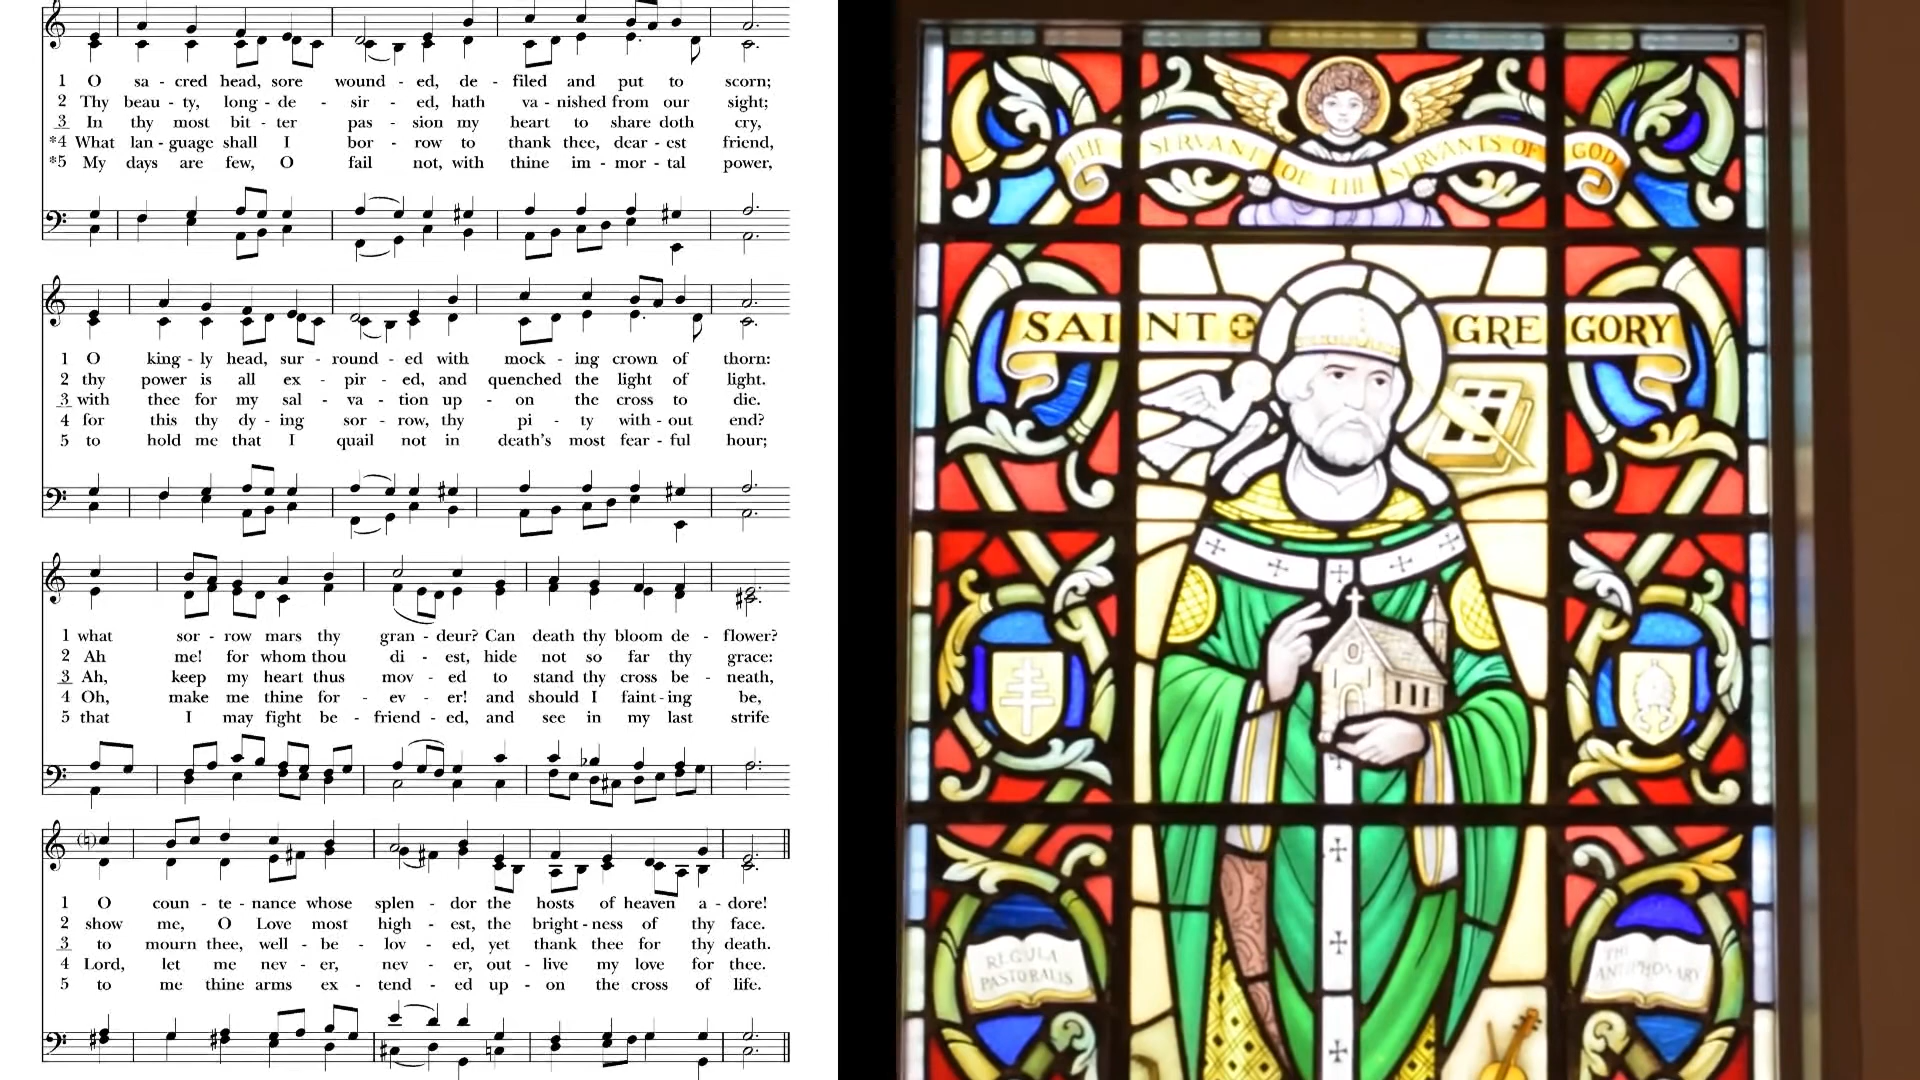 1 O sa - cred head, sore wound - ed, de - filed and put to scorn;
2 Thy beau - ty, long - de - sir - ed, hath va - nished from our sight;
3 In thy most bit - ter pas - sion my heart to share doth cry,
*4 What lan - guage shall I bor - row to thank thee, dear - est friend,
*5 My days are few, O fail not, with thine im - mor - tal power,
1 O king - ly head, sur - round - ed with mock - ing crown of thorn:
2 thy power is all ex - pir - ed, and quenched the light of light.
3 with thee for my sal - va - tion up - on the cross to die.
4 for this thy dy - ing sor - row, thy pi - ty with - out end?
5 to hold me that I quail not in death's most fear - ful hour;
1 what sor - row mars thy gran - deur? Can death thy bloom de - flower?
2 Ah me! for whom thou di - est, hide not so far thy grace:
3 Ah, keep my heart thus mov - ed to stand thy cross be - neath,
4 Oh, make me thine for - ev - er! and should I faint - ing be,
5 that I may fight be - friend - ed, and see in my last strife
1 O coun - te - nance whose splen - dor the hosts of heaven a - dore!
2 show me, O Love most high - est, the bright - ness of thy face.
3 to mourn thee, well - be - lov - ed, yet thank thee for thy death.
4 Lord, let me nev - er, nev - er, out - live my love for thee.
5 to me thine arms ex - tend - ed up - on the cross of life.
THE SERVANT OF THE SERVANTS OF GOD
SAINT GREGORY
REGULA
PASTORALIS
THE
ANTIPHONARY